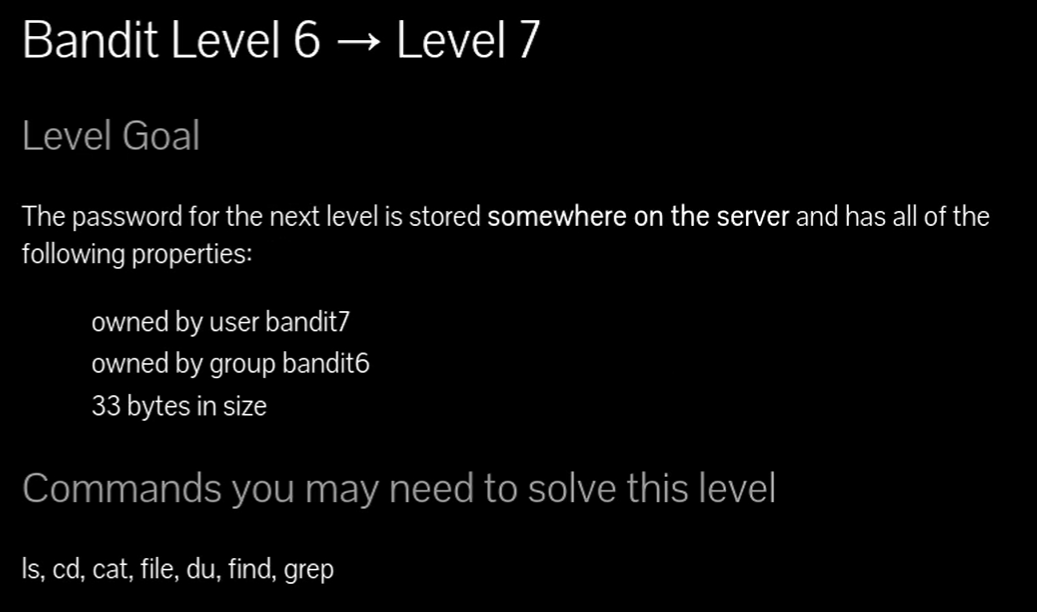 Bandit Level 6 → Level 7
Level Goal
The password for the next level is stored somewhere on the server and has all of the
following properties:
owned by user bandit7
owned by group bandit6
33 bytes in size
Commands you may need to solve this level
ls, cd, cat, file, du, find, grep